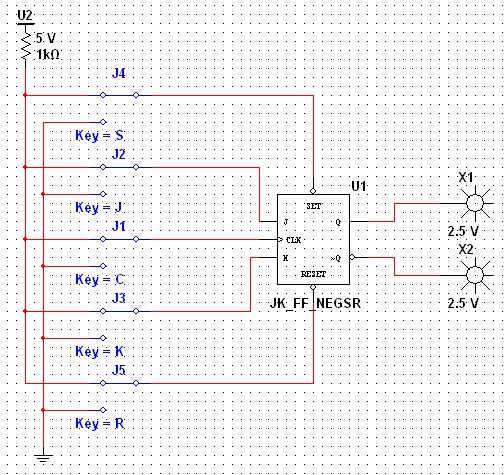 U2
5 V
1kΩ
J4
Key = S
J2
Key = J
J1
Key = C
J3
Key = K
J5
Key = R
U1
SET
J
Q
CLK
K
~Q
RESET
JK_FF_NEGSR
X1
2.5 V
X2
2.5 V